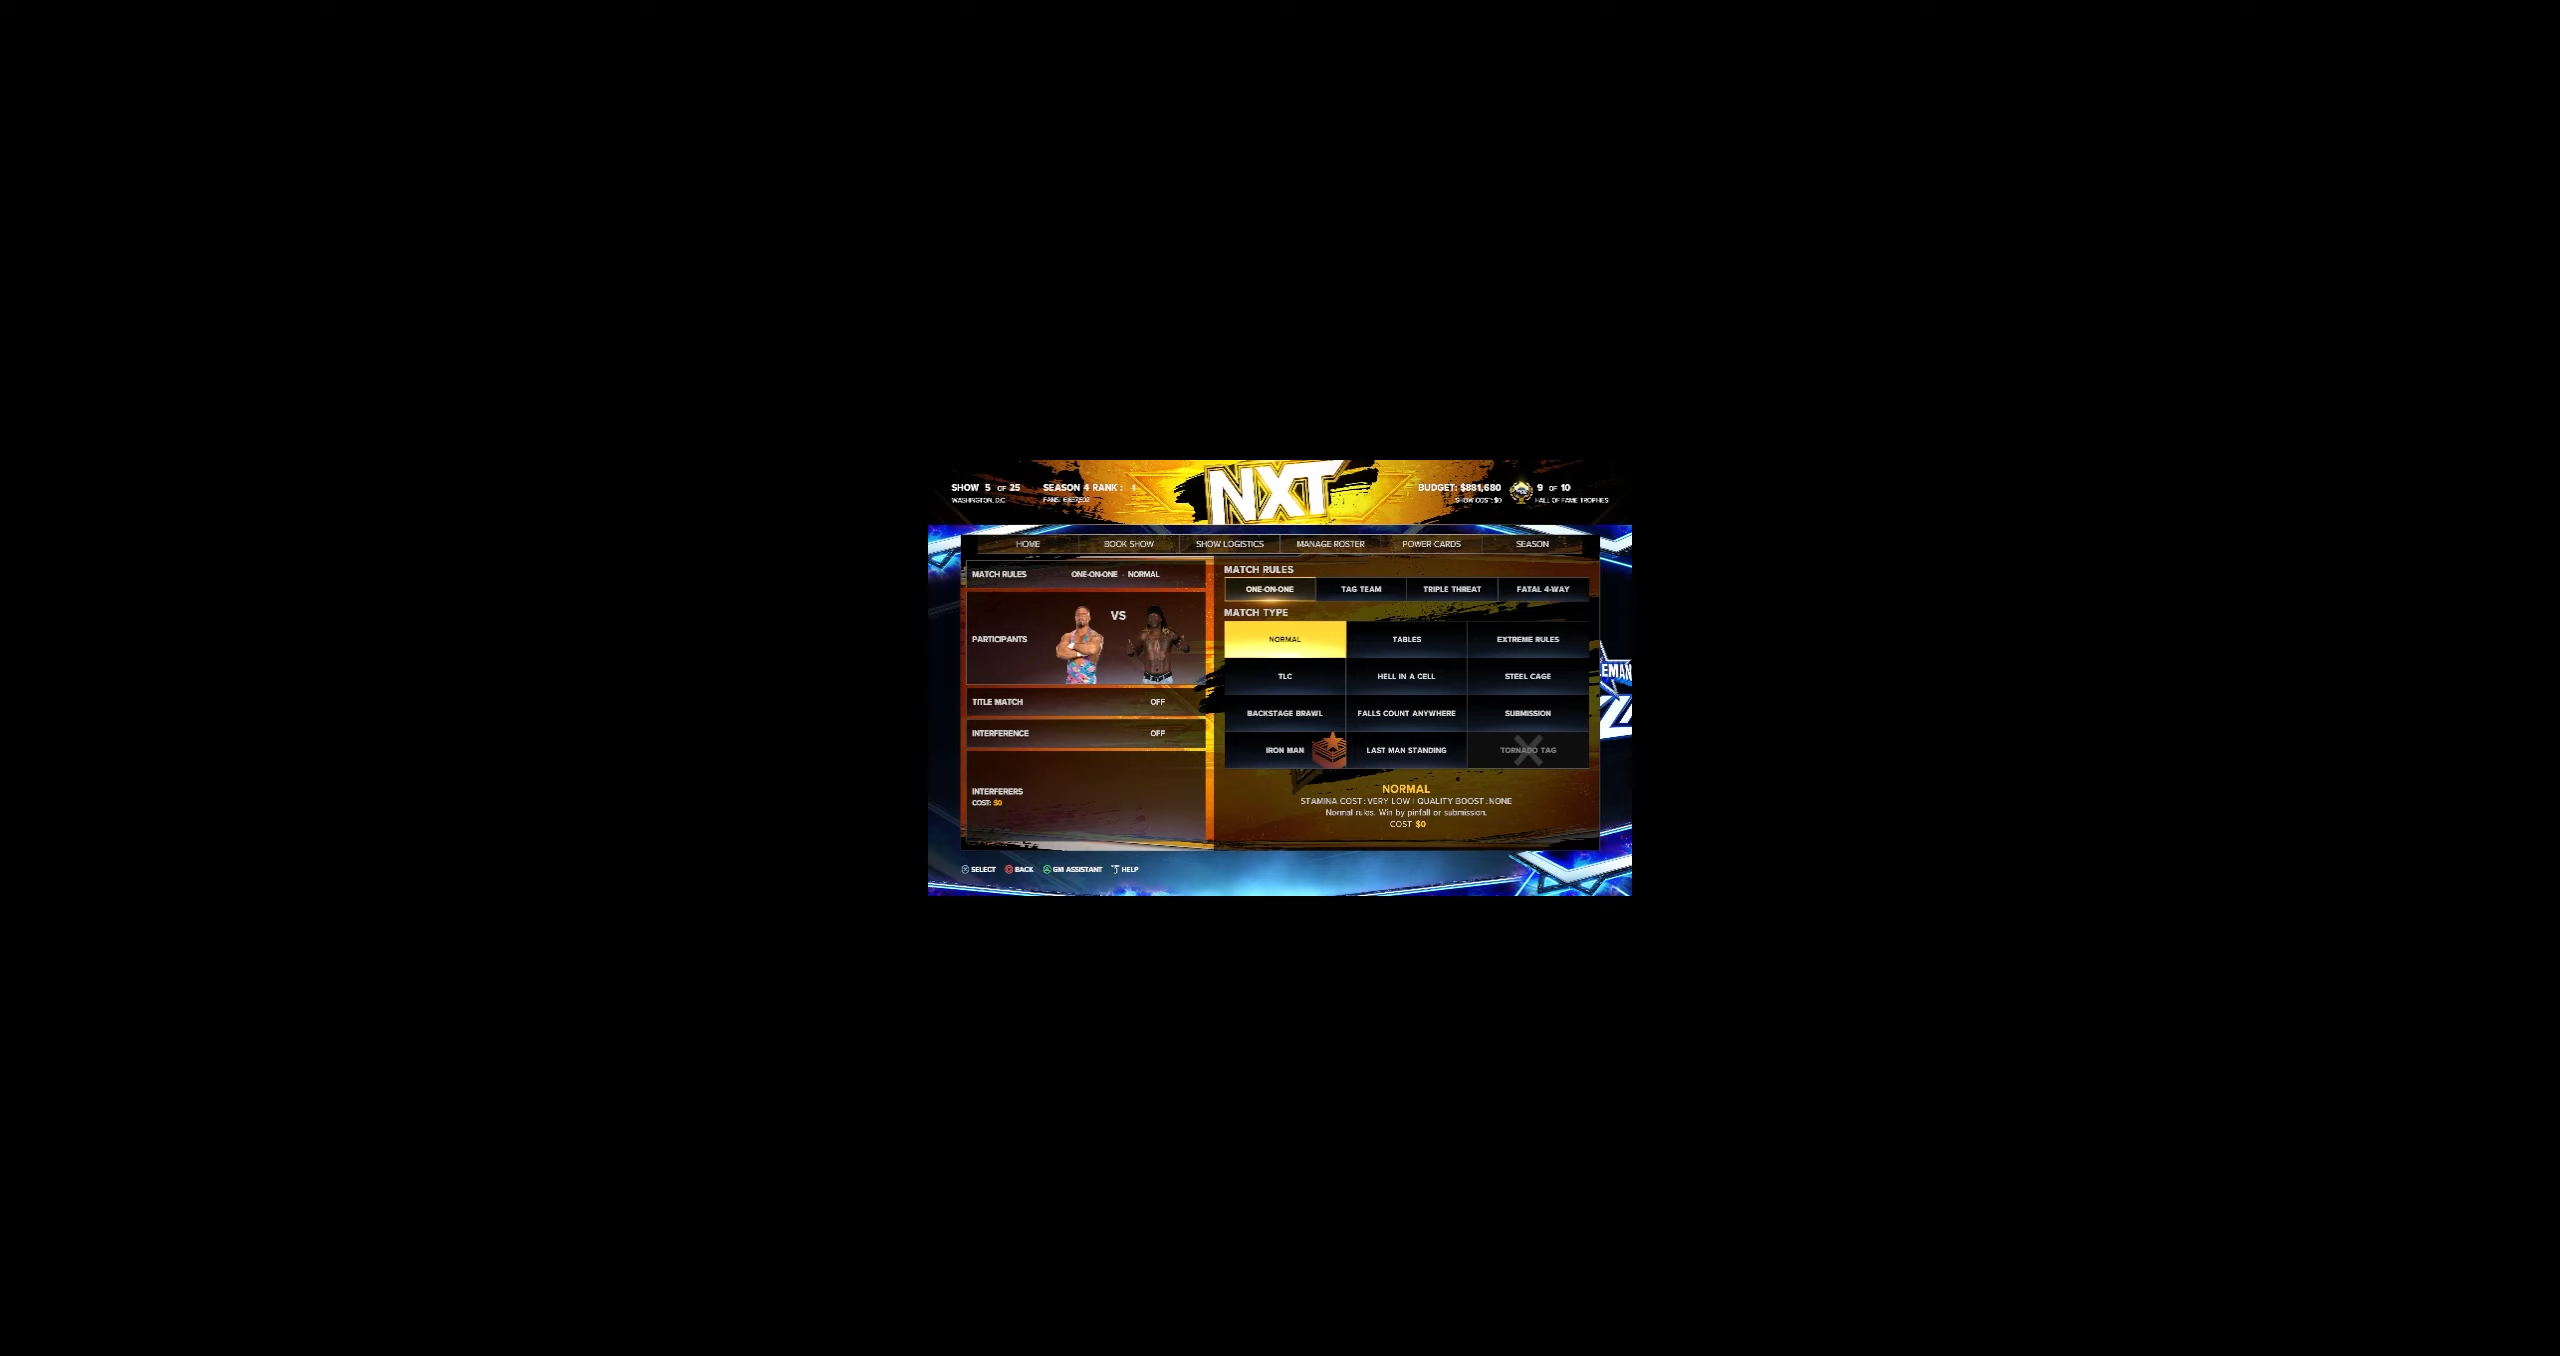 SHOW 5 OF 25
WASHINGTON, D.C.
SEASON 4 RANK : 1
NXT
BUDGET: $881,680
SHOW COST: $0
9 OF 10
HALL OF FAME TROPHIES
HOME
BOOK SHOW
SHOW LOGISTICS
MANAGE ROSTER
POWER CARDS
SEASON
MATCH RULES
ONE-ON-ONE - NORMAL
PARTICIPANTS
VS
TITLE MATCH
OFF
INTERFERENCE
OFF
INTERFERERS
COST: $0
MATCH RULES
ONE-ON-ONE
TAG TEAM
TRIPLE THREAT
FATAL 4-WAY
MATCH TYPE
NORMAL
TABLES
EXTREME RULES
TLC
HELL IN A CELL
STEEL CAGE
BACKSTAGE BRAWL
FALLS COUNT ANYWHERE
SUBMISSION
IRON MAN
LAST MAN STANDING
TORNADO TAG
NORMAL
STAMINA COST: VERY LOW | QUALITY BOOST: NONE
Normal rules. Win by pinfall or submission.
COST $0
SELECT
BACK
GM ASSISTANT
HELP